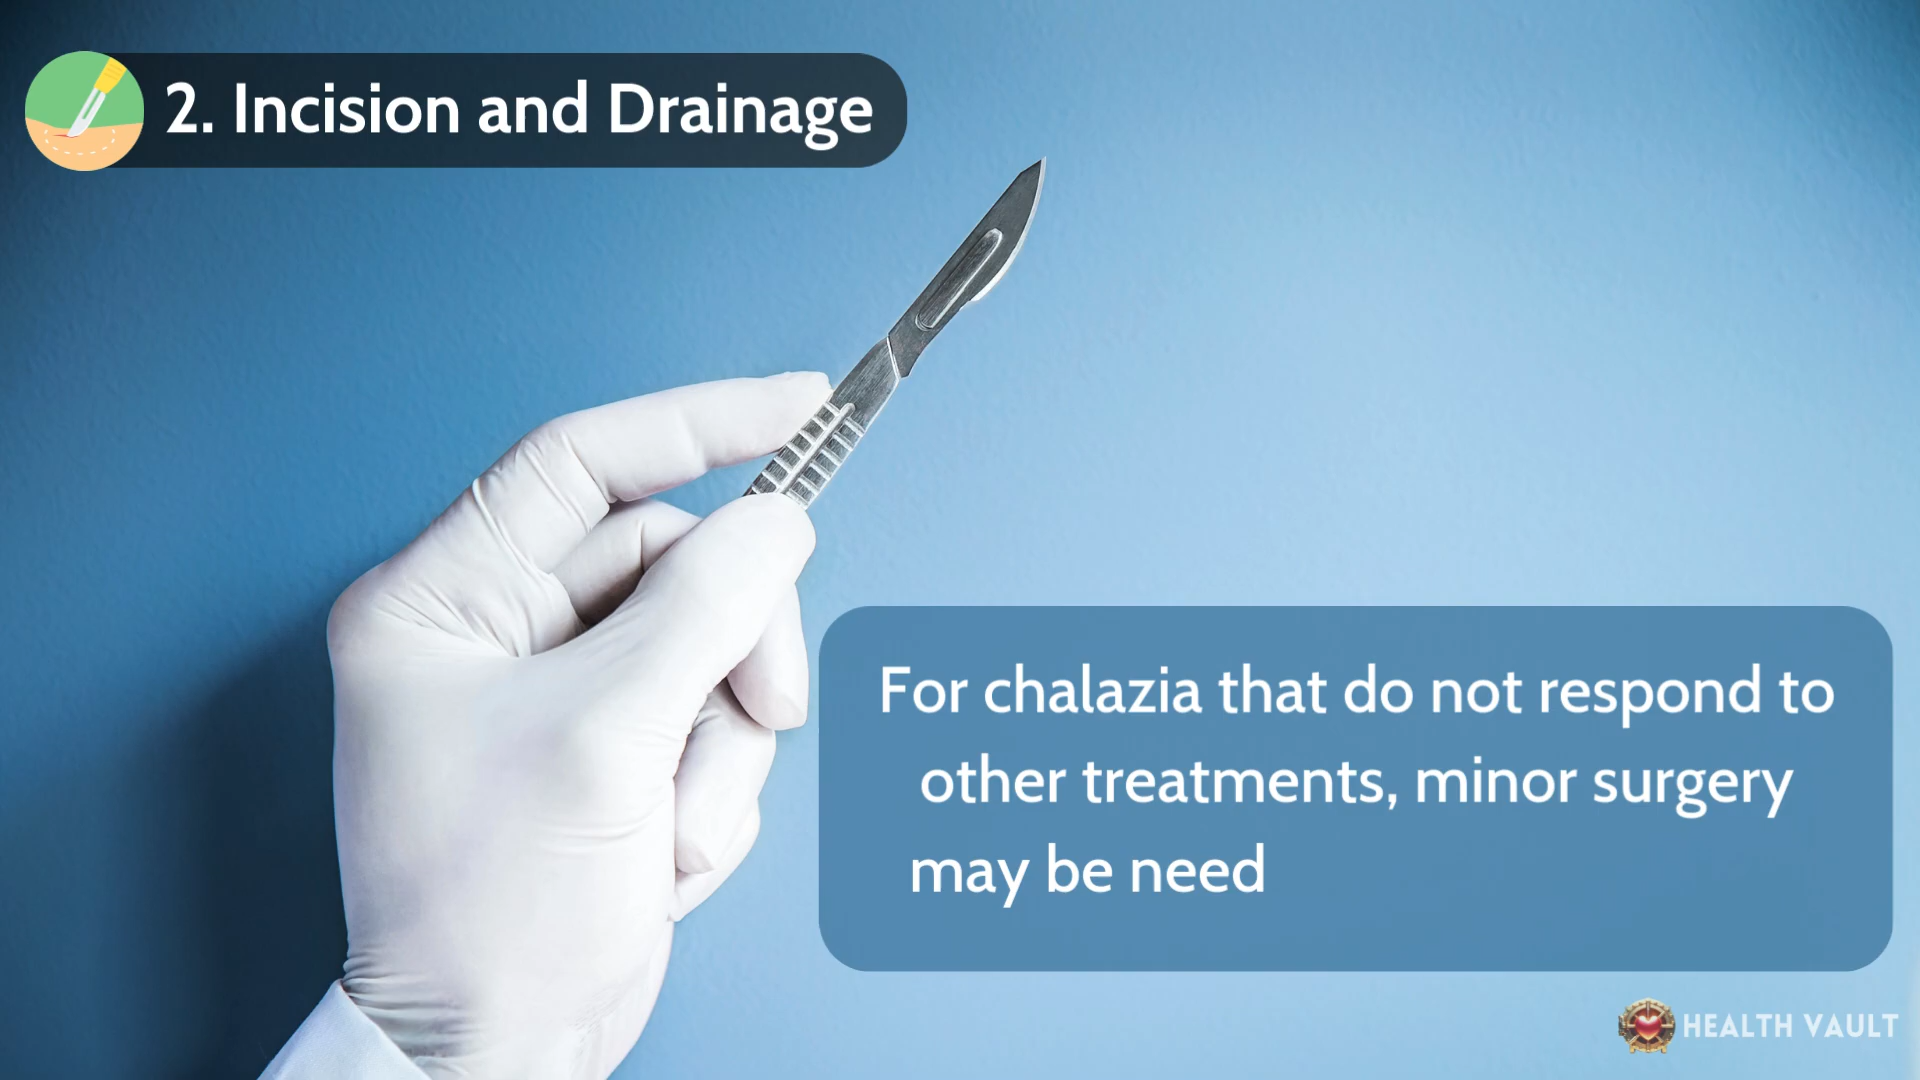 2. Incision and Drainage
For chalazia that do not respond to
other treatments, minor surgery
may be need
HEALTH VAULT